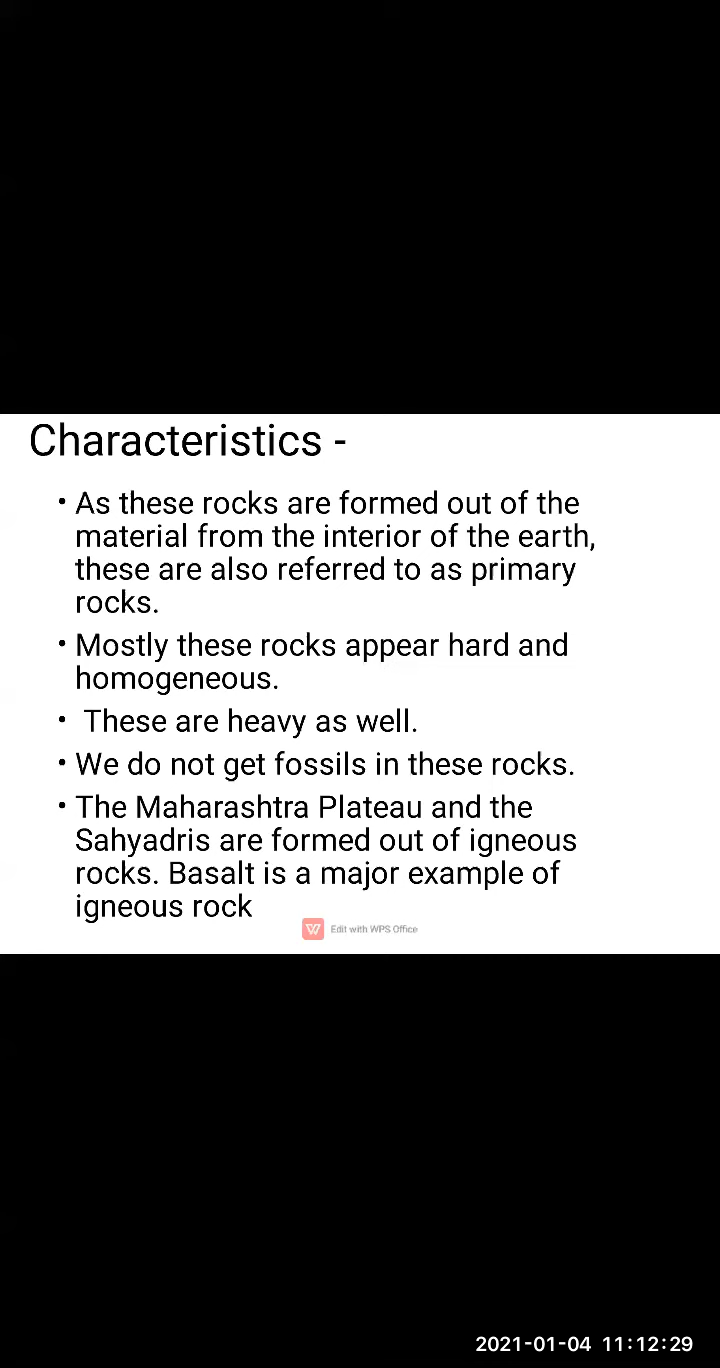 Characteristics -
• As these rocks are formed out of the
material from the interior of the earth,
these are also referred to as primary
rocks.
• Mostly these rocks appear hard and
homogeneous.
• These are heavy as well.
• We do not get fossils in these rocks.
• The Maharashtra Plateau and the
Sahyadris are formed out of igneous
rocks. Basalt is a major example of
igneous rock
W Edit with WPS Office
2021-01-04 11:12:29